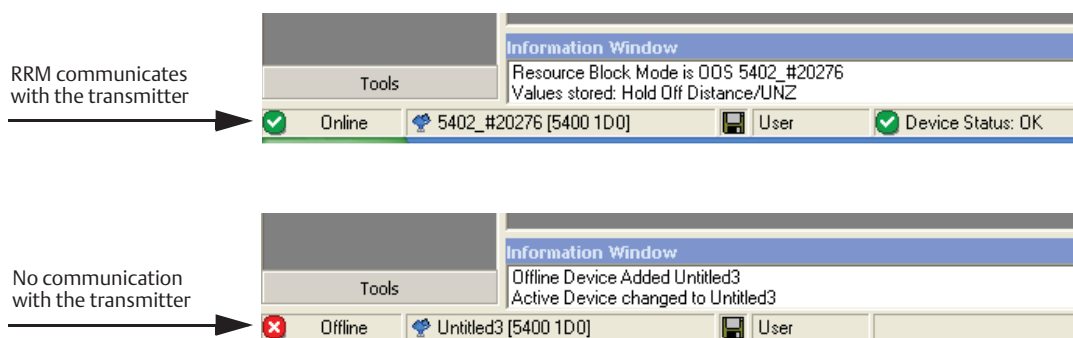 Information Window
RRM communicates
with the transmitter
Tools
Resource Block Mode is OOS 5402_#20276
Values stored: Hold Off Distance/UNZ
Online
5402_#20276 [5400 1D0]
User
Device Status: OK
Information Window
No communication
with the transmitter
Tools
Offline Device Added Untitled3
Active Device changed to Untitled3
Offline
Untitled3 [5400 1D0]
User